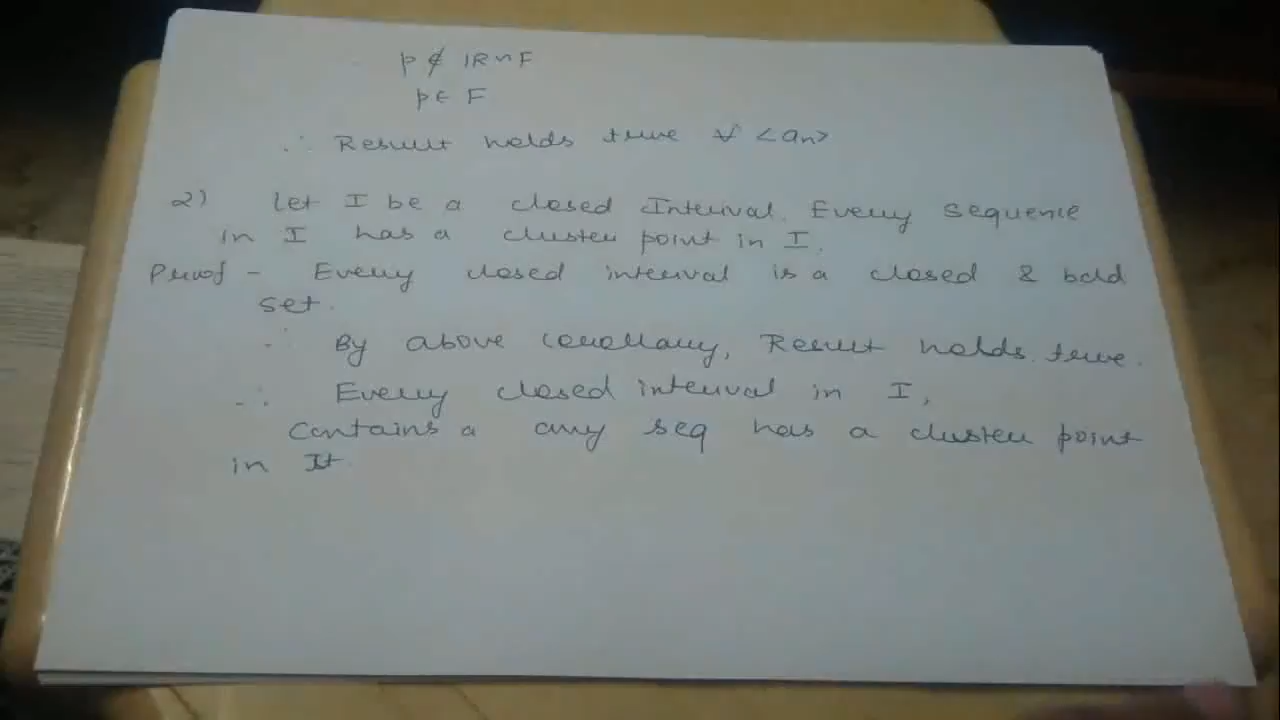 p ∉ IR ~ F
p ∈ F
∴ Result holds true ∀ <an>
2) Let I be a closed Interval. Every sequence
in I has a cluster point in I.
Proof - Every closed interval is a closed & bdd
set.
∴ By above corollary, Result holds true.
∴ Every closed interval in I,
Contains a any seq has a cluster point
in It